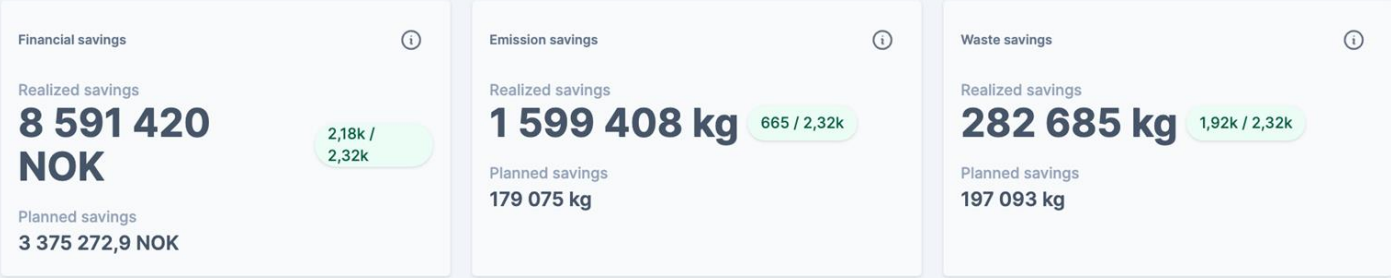 Financial savings
Realized savings
8 591 420
NOK
2,18k /
2,32k
Planned savings
3 375 272,9 NOK
Emission savings
Realized savings
1 599 408 kg
665 / 2,32k
Planned savings
179 075 kg
Waste savings
Realized savings
282 685 kg
1,92k / 2,32k
Planned savings
197 093 kg